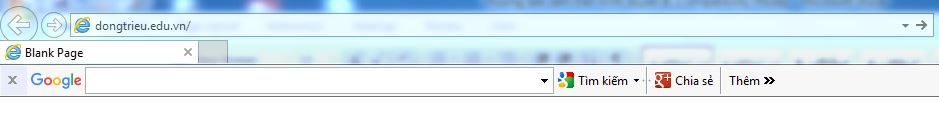 dongtrieu.edu.vn/
Blank Page
Google Tìm kiếm Chia sẻ Thêm